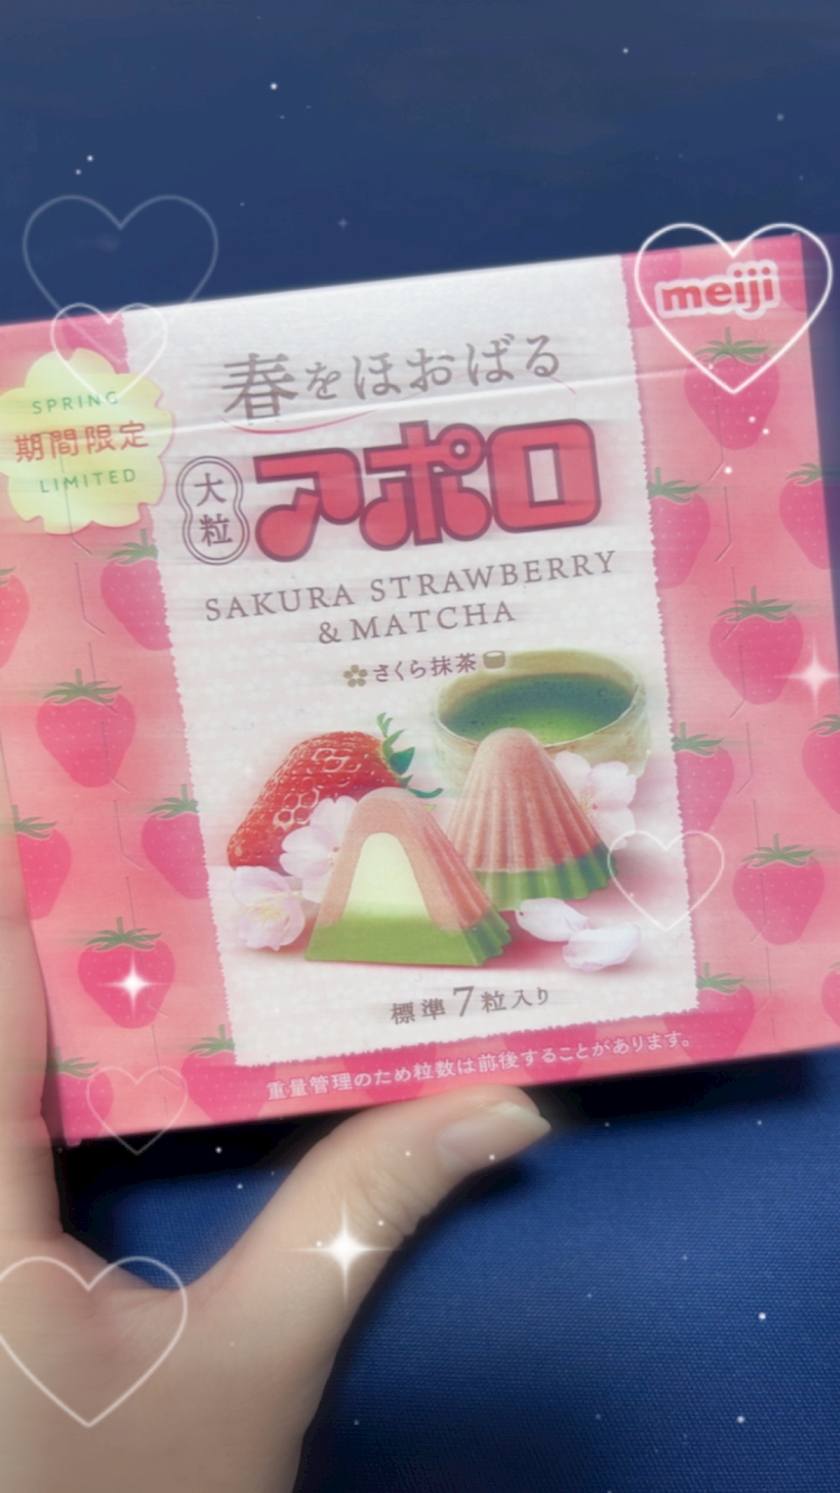 meiji
SPRING
期間限定
LIMITED
春をほおばる
大粒
アポロ
SAKURA STRAWBERRY
& MATCHA
さくら抹茶
標準7粒入り
重量管理のため粒数は前後することがあります。